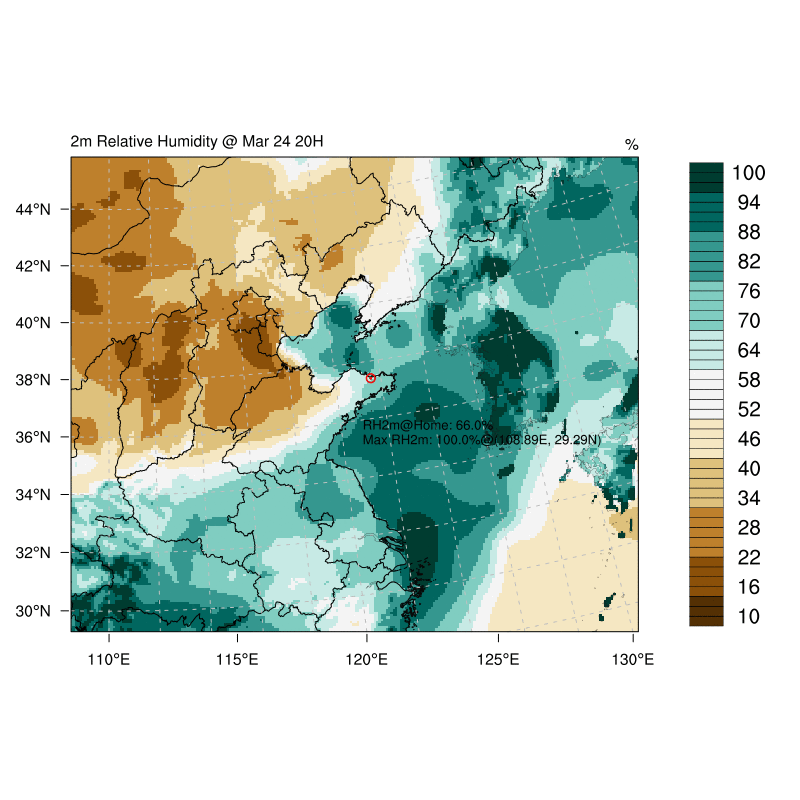 2m Relative Humidity @ Mar 24 20H
%
44°N
42°N
40°N
38°N
36°N
34°N
32°N
30°N
110°E
115°E
120°E
125°E
130°E
RH2m@Home: 66.0%
Max RH2m: 100.0%@(108.89E, 29.29N)
100
94
88
82
76
70
64
58
52
46
40
34
28
22
16
10